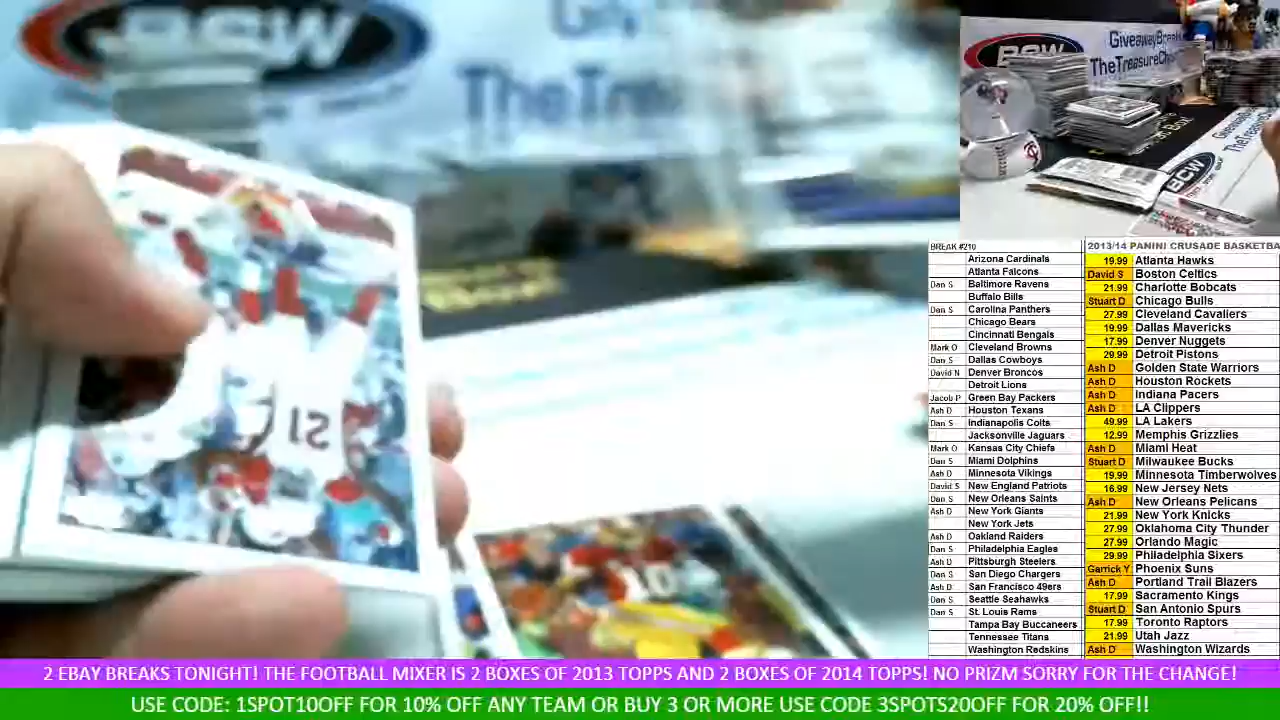 BCW
Giv
TheTre
BCW
GiveawayBreak
TheTreasureCh
BCW
BREAK #210
Arizona Cardinals
Atlanta Falcons
Dan S Baltimore Ravens
Buffalo Bills
Dan S Carolina Panthers
Chicago Bears
Cincinnati Bengals
Mark O Cleveland Browns
Dan S Dallas Cowboys
David N Denver Broncos
Detroit Lions
Jacob P Green Bay Packers
Ash D Houston Texans
Dan S Indianapolis Colts
Jacksonville Jaguars
Mark O Kansas City Chiefs
Dan S Miami Dolphins
Ash D Minnesota Vikings
David S New England Patriots
Dan S New Orleans Saints
Ash D New York Giants
New York Jets
Ash D Oakland Raiders
Dan S Philadelphia Eagles
Ash D Pittsburgh Steelers
Dan S San Diego Chargers
Ash D San Francisco 49ers
Dan S Seattle Seahawks
Dan S St. Louis Rams
Tampa Bay Buccaneers
Tennessee Titans
Washington Redskins
2013/14 PANINI CRUSADE BASKETBA
19.99 Atlanta Hawks
David S Boston Celtics
21.99 Charlotte Bobcats
Stuart D Chicago Bulls
27.99 Cleveland Cavaliers
19.99 Dallas Mavericks
17.99 Denver Nuggets
29.99 Detroit Pistons
Ash D Golden State Warriors
Ash D Houston Rockets
Ash D Indiana Pacers
Ash D LA Clippers
49.99 LA Lakers
12.99 Memphis Grizzlies
Ash D Miami Heat
Stuart D Milwaukee Bucks
19.99 Minnesota Timberwolves
16.99 New Jersey Nets
Ash D New Orleans Pelicans
21.99 New York Knicks
27.99 Oklahoma City Thunder
27.99 Orlando Magic
29.99 Philadelphia Sixers
Garrick Y Phoenix Suns
Ash D Portland Trail Blazers
17.99 Sacramento Kings
Stuart D San Antonio Spurs
17.99 Toronto Raptors
21.99 Utah Jazz
Ash D Washington Wizards
12
10
2 EBAY BREAKS TONIGHT! THE FOOTBALL MIXER IS 2 BOXES OF 2013 TOPPS AND 2 BOXES OF 2014 TOPPS! NO PRIZM SORRY FOR THE CHANGE!
USE CODE: 1SPOT10OFF FOR 10% OFF ANY TEAM OR BUY 3 OR MORE USE CODE 3SPOTS20OFF FOR 20% OFF!!